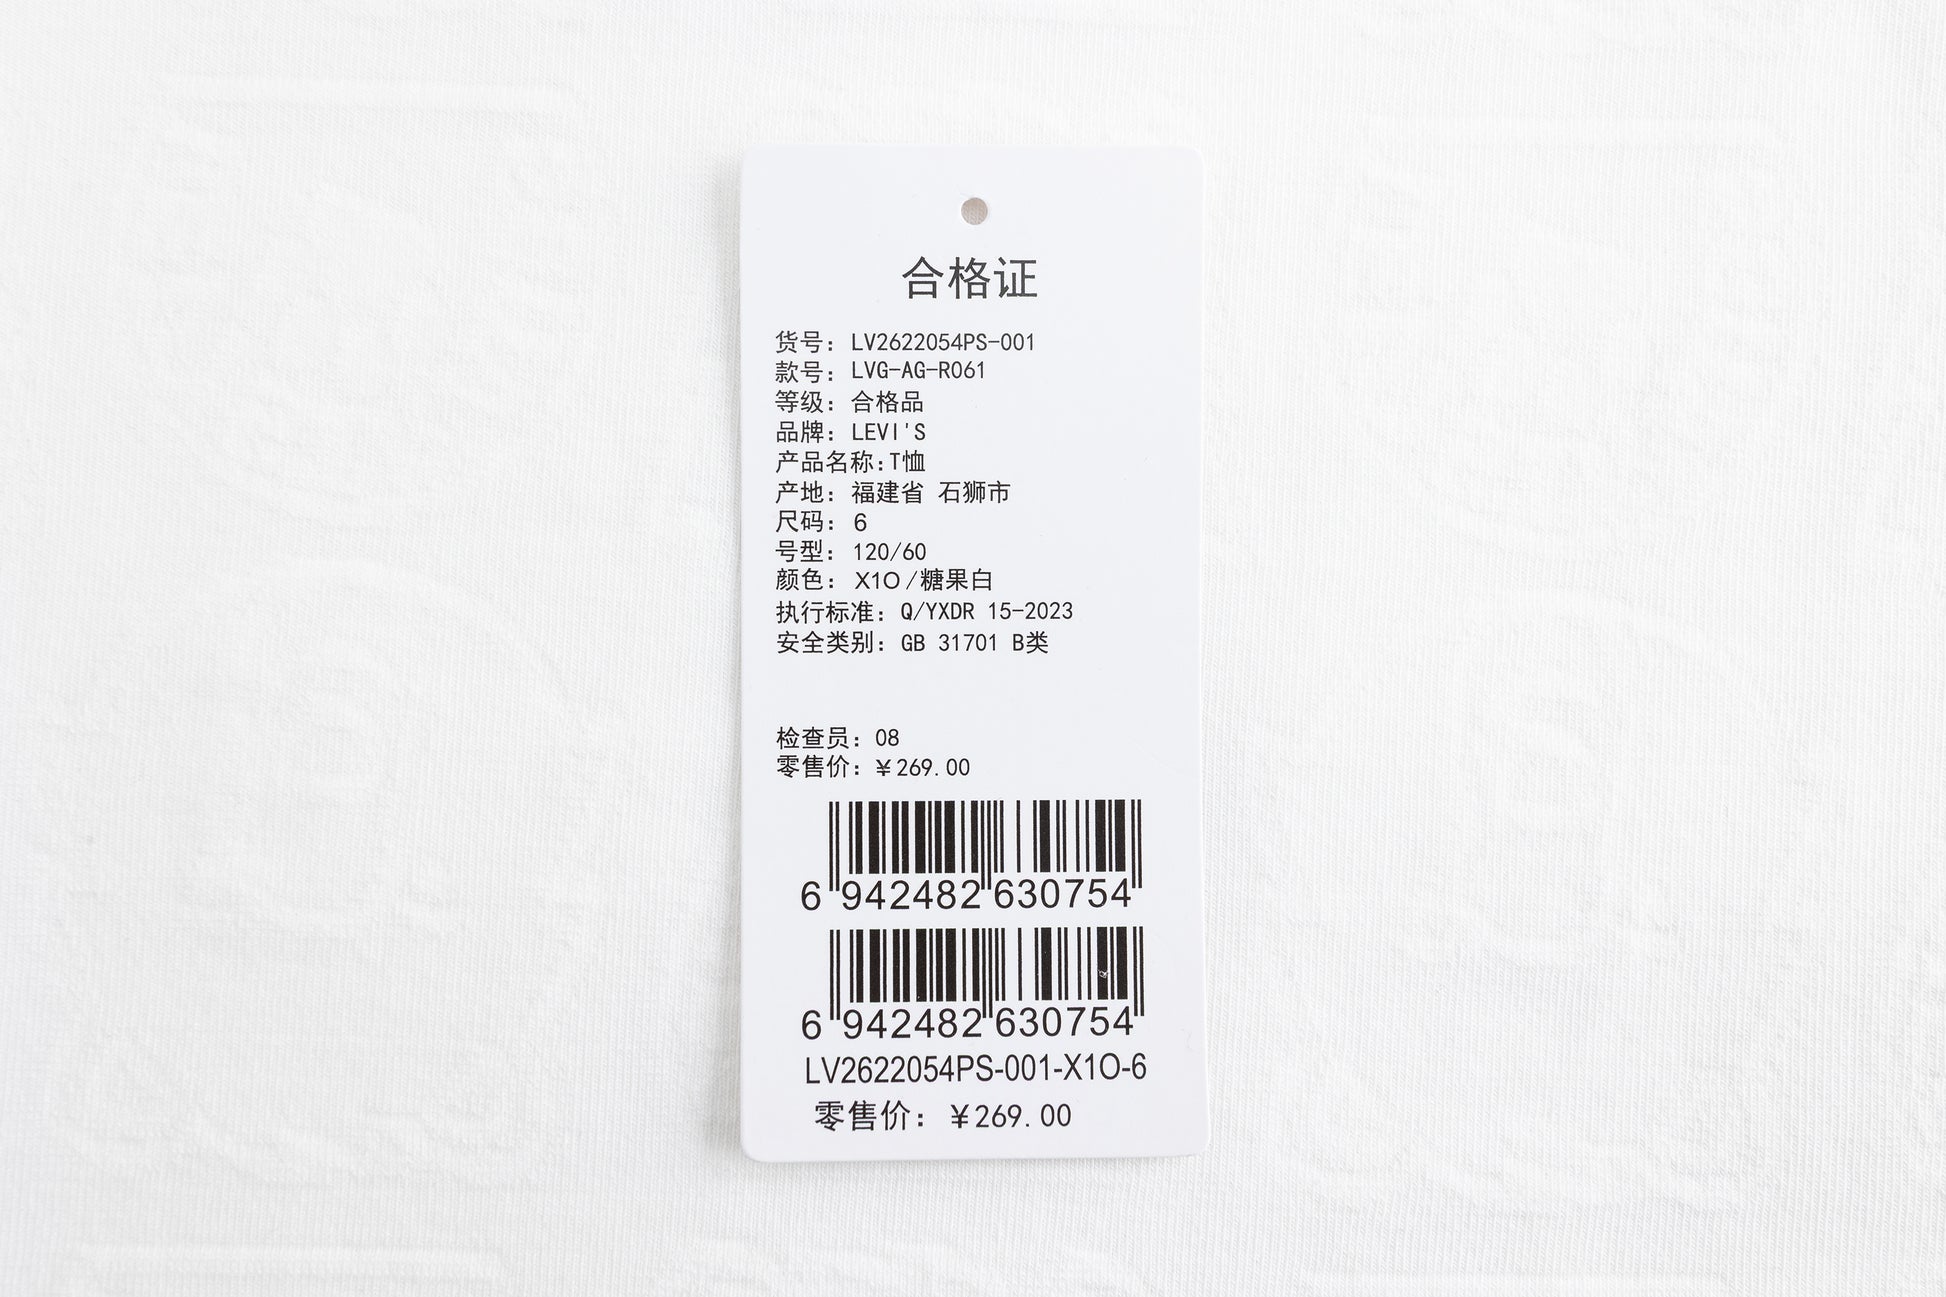 合格证
货号：LV2622054PS-001
款号：LVG-AG-R061
等级：合格品
品牌：LEVI'S
产品名称:T恤
产地：福建省 石狮市
尺码：6
号型：120/60
颜色：X1O/糖果白
执行标准：Q/YXDR 15-2023
安全类别：GB 31701 B类
检查员：08
零售价：¥269.00
6 942482 630754
6 942482 630754
LV2622054PS-001-X1O-6
零售价：¥269.00